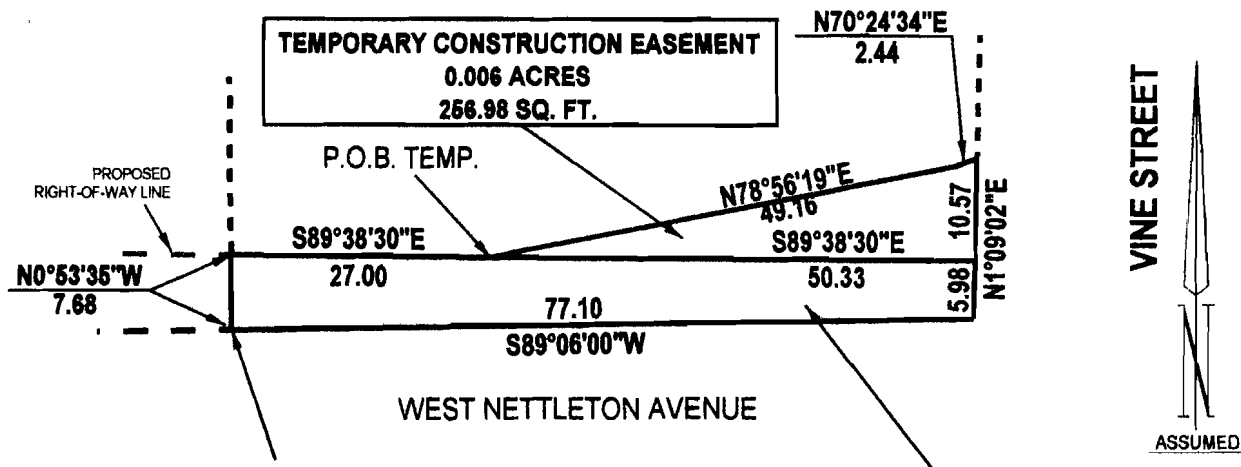 TEMPORARY CONSTRUCTION EASEMENT
0.006 ACRES
256.98 SQ. FT.
N70°24'34"E
2.44
P.O.B. TEMP.
PROPOSED
RIGHT-OF-WAY LINE
N78°56'19"E
49.16
S89°38'30"E
27.00
S89°38'30"E
50.33
10.57
5.98
N1°09'02"E
N0°53'35"W
7.68
77.10
S89°06'00"W
WEST NETTLETON AVENUE
VINE STREET
N
ASSUMED